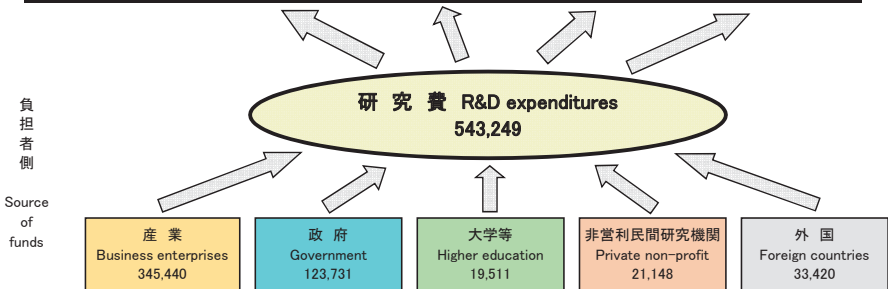 研 究 費 R&D expenditures
543,249
負
担
者
側
Source
of
funds
産 業
Business enterprises
345,440
政 府
Government
123,731
大学等
Higher education
19,511
非営利民間研究機関
Private non-profit
21,148
外 国
Foreign countries
33,420